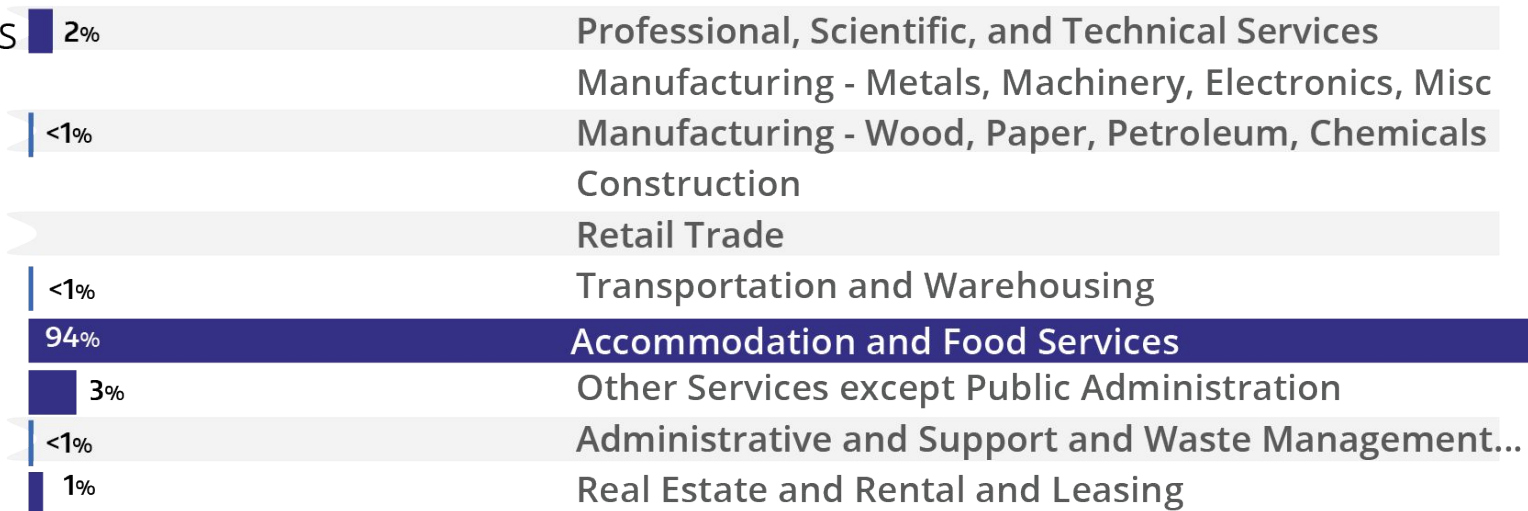 S 2% Professional, Scientific, and Technical Services
Manufacturing - Metals, Machinery, Electronics, Misc
<1% Manufacturing - Wood, Paper, Petroleum, Chemicals
Construction
Retail Trade
<1% Transportation and Warehousing
94% Accommodation and Food Services
3% Other Services except Public Administration
<1% Administrative and Support and Waste Management...
1% Real Estate and Rental and Leasing